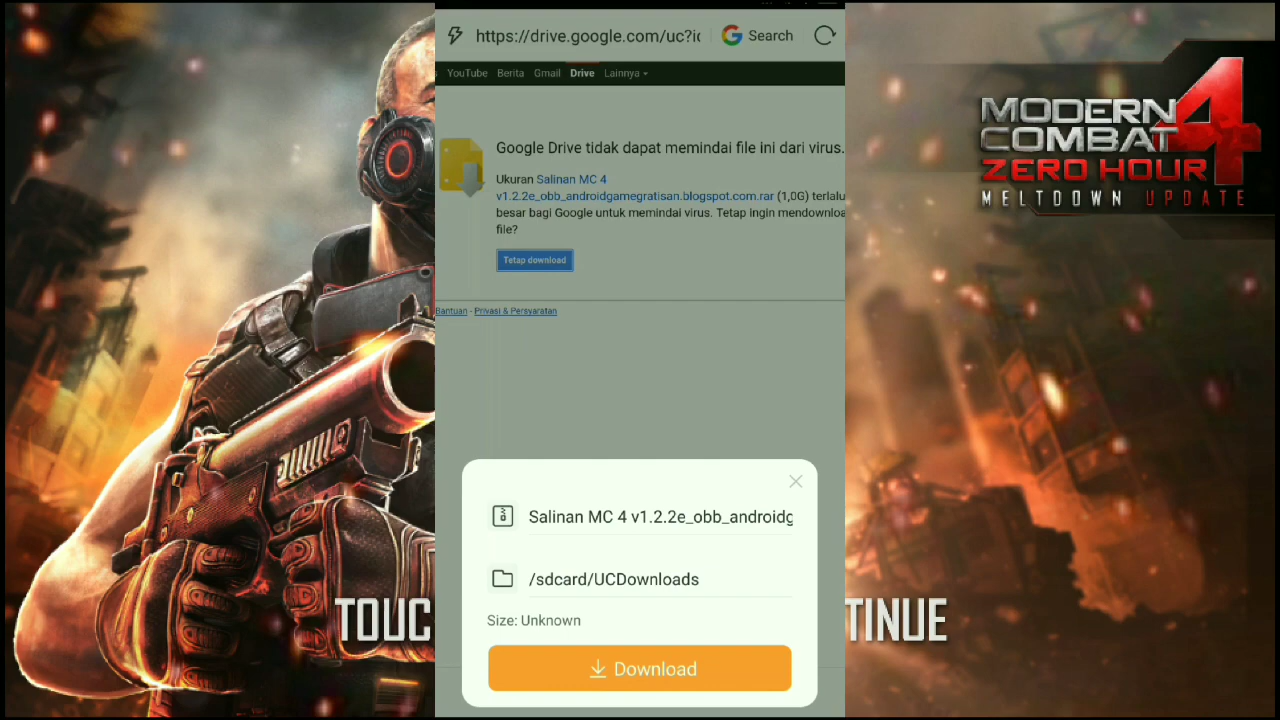 https://drive.google.com/uc?ic
Search
YouTube Berita Gmail Drive Lainnya
Google Drive tidak dapat memindai file ini dari virus.
Ukuran Salinan MC 4
v1.2.2e_obb_androidgamegratisan.blogspot.com.rar (1,0G) terlalu
besar bagi Google untuk memindai virus. Tetap ingin mendownloa
file?
Tetap download
Bantuan - Privasi & Persyaratan
Salinan MC 4 v1.2.2e_obb_androidg
/sdcard/UCDownloads
Size: Unknown
Download
MODERN
COMBAT 4
ZERO HOUR
MELTDOWN UPDATE
TOUC
TINUE